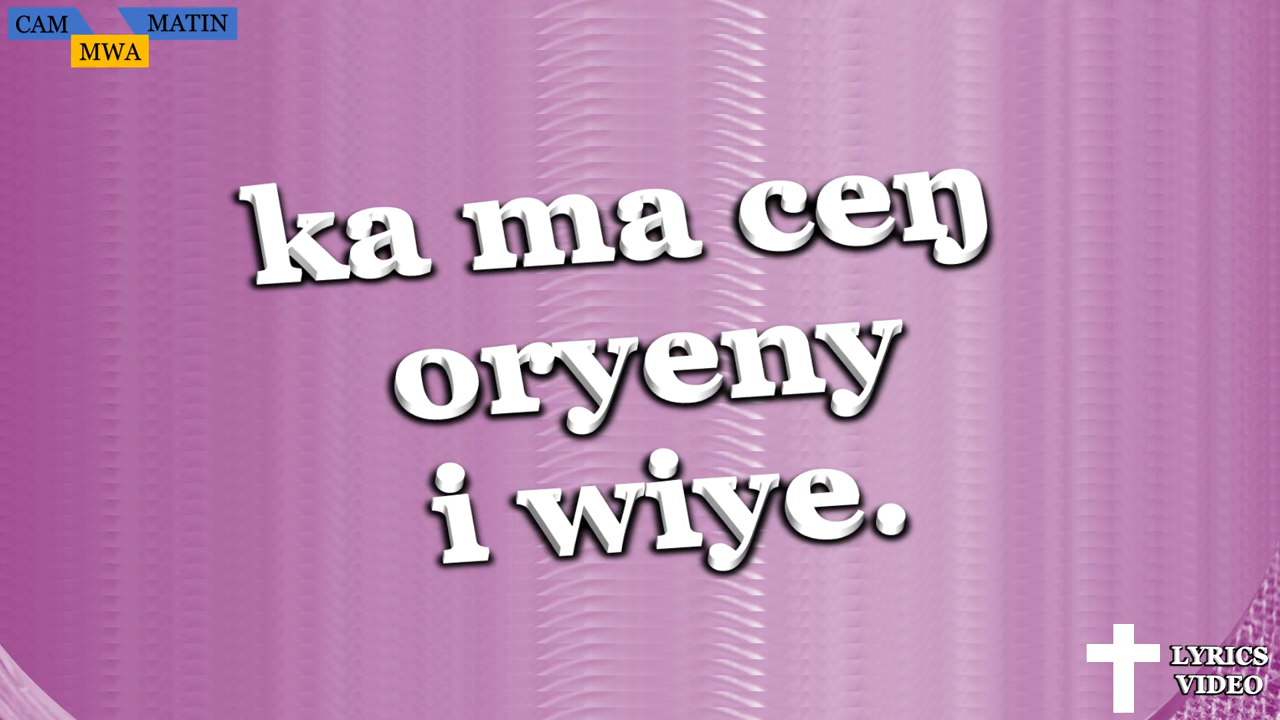 CAM MATIN
MWA
ka ma ceŋ
oryeny
i wiye.
LYRICS
VIDEO